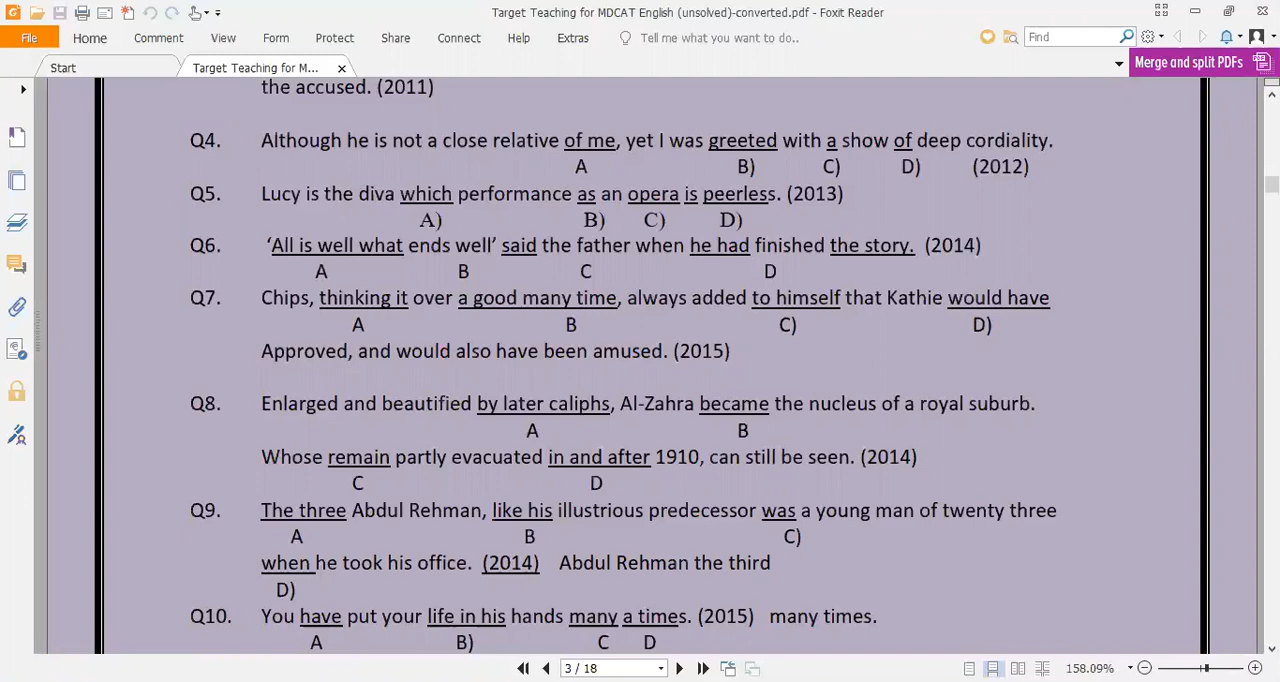 Target Teaching for MDCAT English (unsolved)-converted.pdf - Foxit Reader
File Home Comment View Form Protect Share Connect Help Extras Tell me what you want to do.. Find
Start Target Teaching for M... Merge and split PDFs
the accused. (2011)
Q4. Although he is not a close relative of me, yet I was greeted with a show of deep cordiality.
A B) C) D) (2012)
Q5. Lucy is the diva which performance as an opera is peerless. (2013)
A) B) C) D)
Q6. ‘All is well what ends well’ said the father when he had finished the story. (2014)
A B C D
Q7. Chips, thinking it over a good many time, always added to himself that Kathie would have
A B C) D)
Approved, and would also have been amused. (2015)
Q8. Enlarged and beautified by later caliphs, Al-Zahra became the nucleus of a royal suburb.
A B
Whose remain partly evacuated in and after 1910, can still be seen. (2014)
C D
Q9. The three Abdul Rehman, like his illustrious predecessor was a young man of twenty three
A B C)
when he took his office. (2014) Abdul Rehman the third
D)
Q10. You have put your life in his hands many a times. (2015) many times.
A B) C D
3 / 18 158.09%